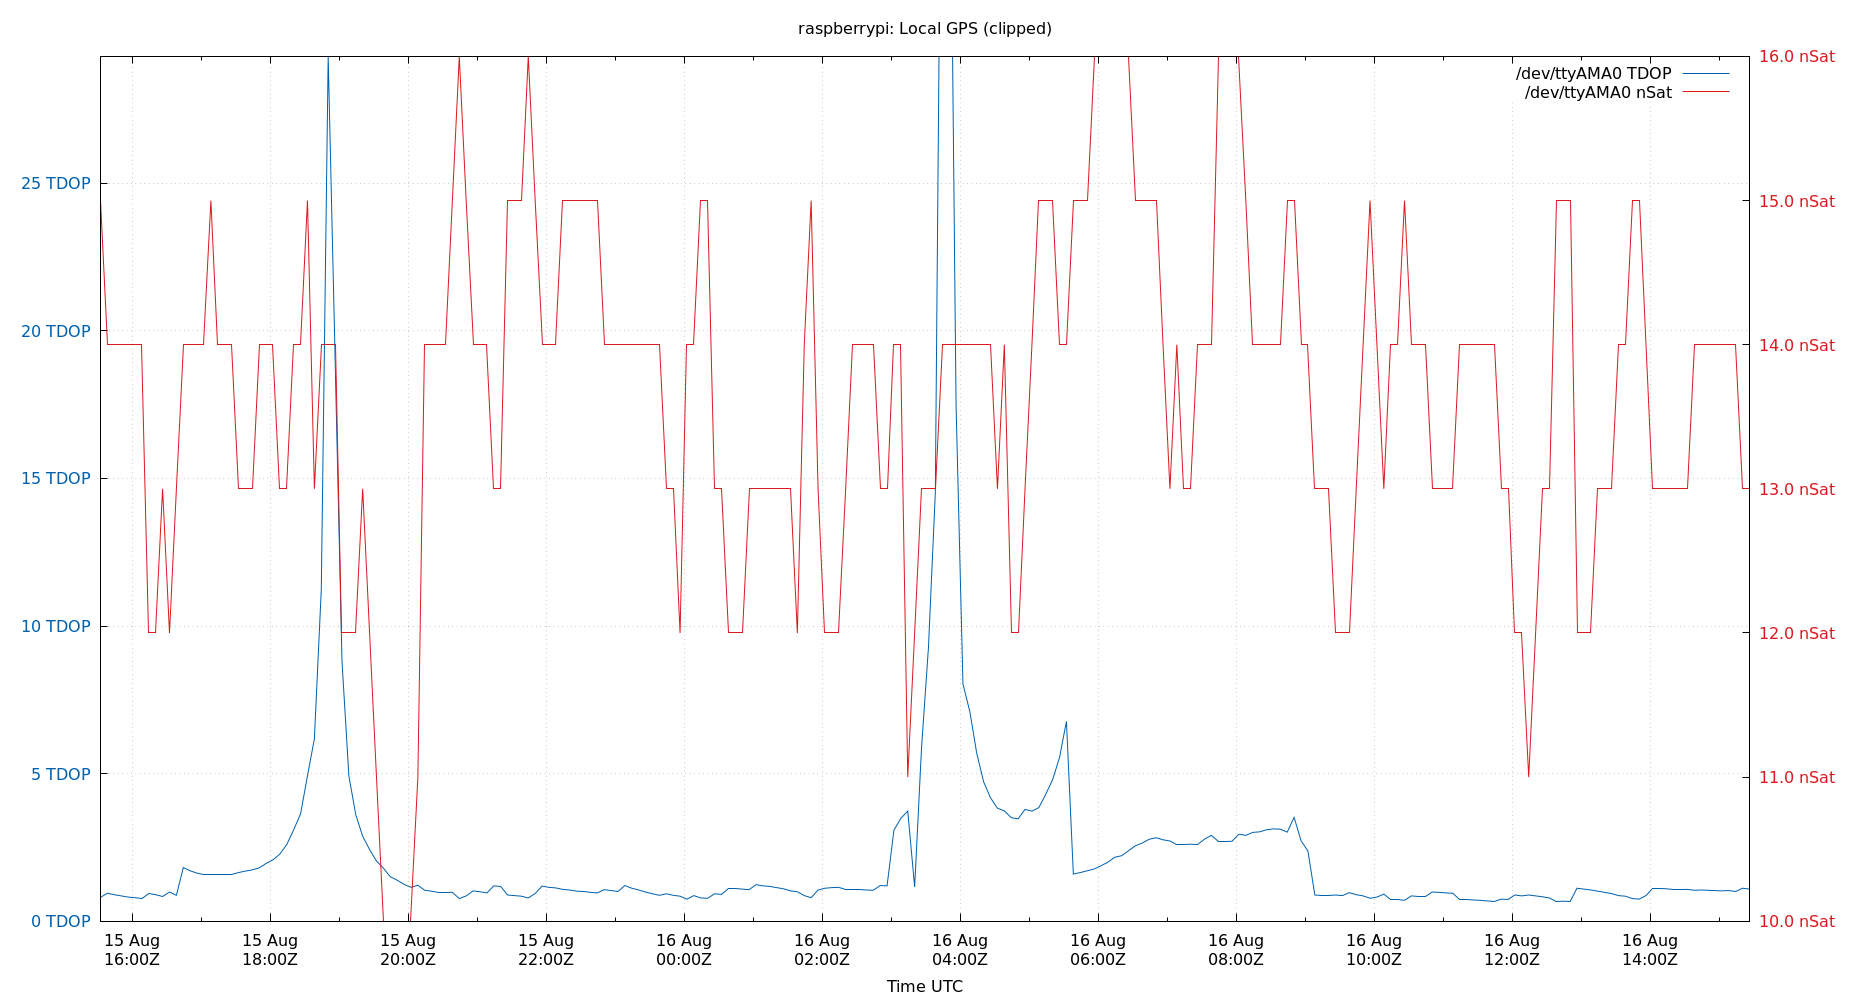 raspberrypi: Local GPS (clipped)
/dev/ttyAMA0 TDOP
/dev/ttyAMA0 nSat
25 TDOP
20 TDOP
15 TDOP
10 TDOP
5 TDOP
0 TDOP
16.0 nSat
15.0 nSat
14.0 nSat
13.0 nSat
12.0 nSat
11.0 nSat
10.0 nSat
15 Aug 15 Aug 15 Aug 15 Aug 16 Aug 16 Aug 16 Aug 16 Aug 16 Aug 16 Aug 16 Aug 16 Aug
16:00Z 18:00Z 20:00Z 22:00Z 00:00Z 02:00Z 04:00Z 06:00Z 08:00Z 10:00Z 12:00Z 14:00Z
Time UTC